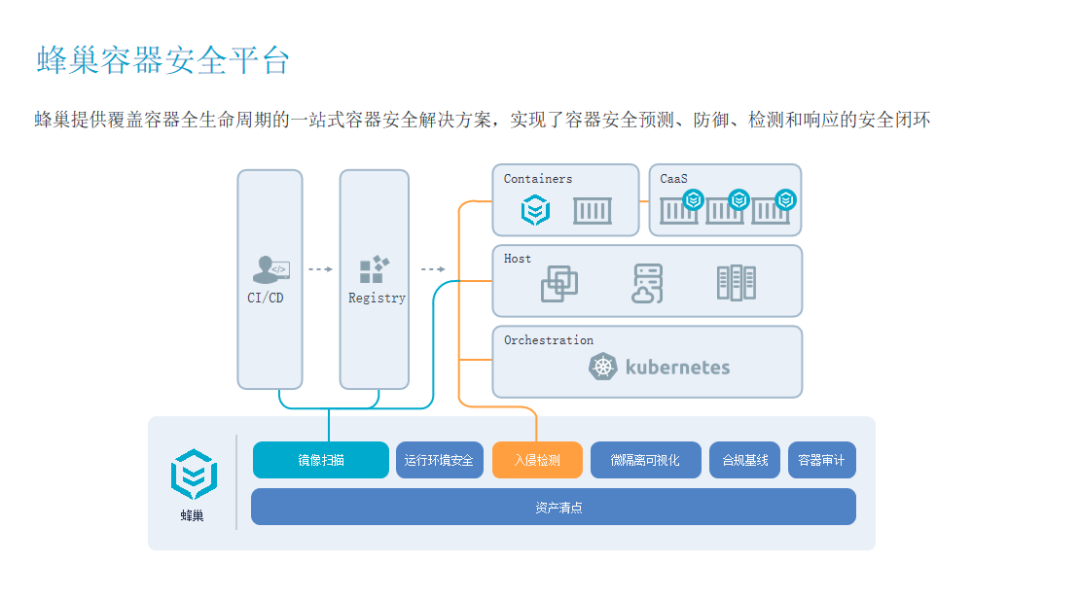 蜂巢容器安全平台
蜂巢提供覆盖容器全生命周期的一站式容器安全解决方案，实现了容器安全预测、防御、检测和响应的安全闭环
Containers
CaaS
Host
CI/CD
Registry
Orchestration
kubernetes
镜像扫描
运行环境安全
入侵检测
微隔离可视化
合规基线
容器审计
蜂巢
资产清点